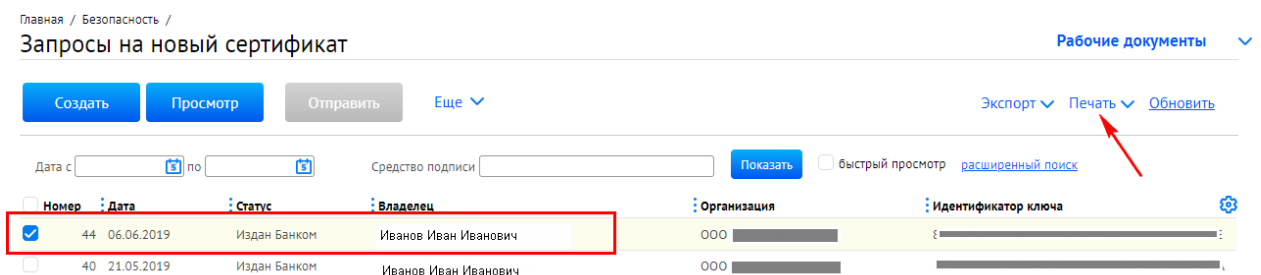 Главная / Безопасность /
Запросы на новый сертификат
Рабочие документы
Создать Просмотр Отправить Еще Экспорт Печать Обновить
Дата с 5 по 5 Средство подписи Показать быстрый просмотр расширенный поиск
Номер Дата Статус Владелец Организация Идентификатор ключа
44 06.06.2019 Издан Банком Иванов Иван Иванович ООО
40 21.05.2019 Издан Банком Иванов Иван Иванович ООО